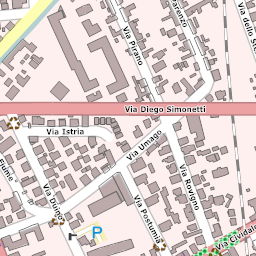 Via Pirano
Parenzo
Via dello
Via Diego Simonetti
Via Istria
Via Umago
Fiume
Via Duino
Via Rovigno
Via Postumia
P
Via Cividale